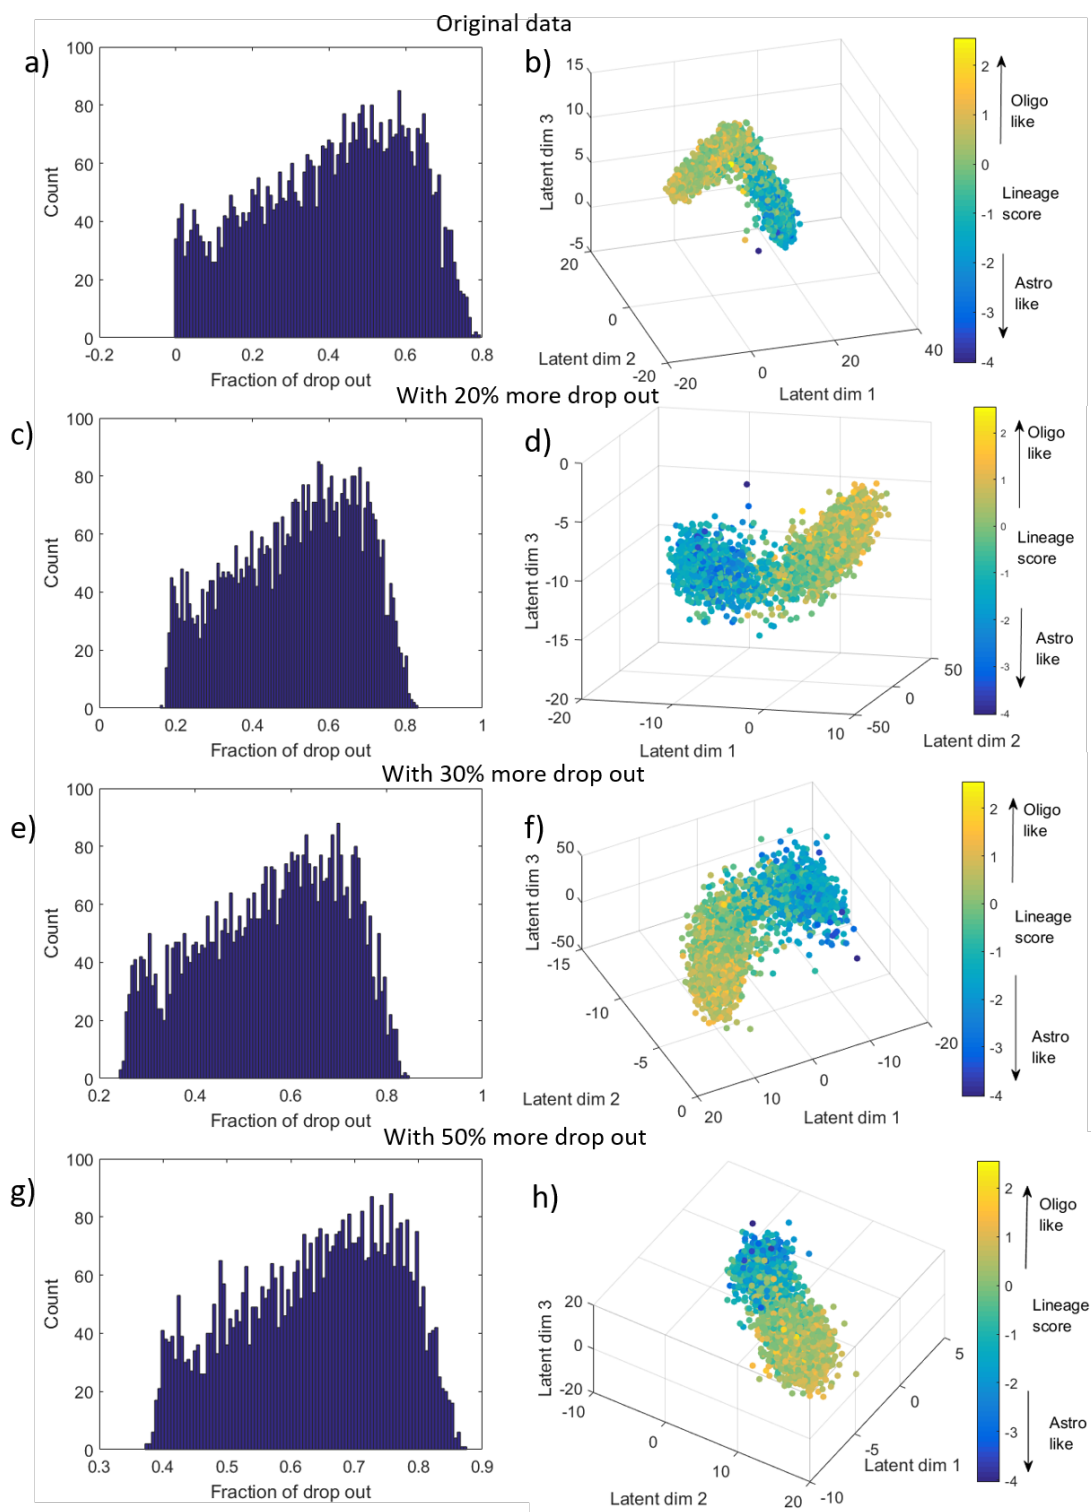 Original data
a)
100
80
60
40
20
0
Count
-0.2
0
0.2
0.4
0.6
0.8
Fraction of drop out
b)
15
10
5
0
-5
Latent dim 3
20
0
-20
Latent dim 2
-20
0
20
40
Latent dim 1
2
1
0
-1
-2
-3
-4
Oligo
like
Lineage
score
Astro
like
With 20% more drop out
c)
100
80
60
40
20
0
Count
0
0.2
0.4
0.6
0.8
1
Fraction of drop out
d)
0
-5
-10
-15
-20
Latent dim 3
-20
-10
0
10
Latent dim 1
-50
0
50
Latent dim 2
2
1
0
-1
-2
-3
-4
Oligo
like
Lineage
score
Astro
like
With 30% more drop out
e)
100
80
60
40
20
0
Count
0.2
0.4
0.6
0.8
1
Fraction of drop out
f)
50
0
-50
Latent dim 3
-15
-10
-5
0
Latent dim 2
20
10
0
-10
-20
Latent dim 1
2
1
0
-1
-2
-3
-4
Oligo
like
Lineage
score
Astro
like
With 50% more drop out
g)
100
80
60
40
20
0
Count
0.3
0.4
0.5
0.6
0.7
0.8
0.9
Fraction of drop out
h)
20
0
-20
Latent dim 3
-10
0
10
20
Latent dim 2
-10
-5
0
5
Latent dim 1
2
1
0
-1
-2
-3
-4
Oligo
like
Lineage
score
Astro
like